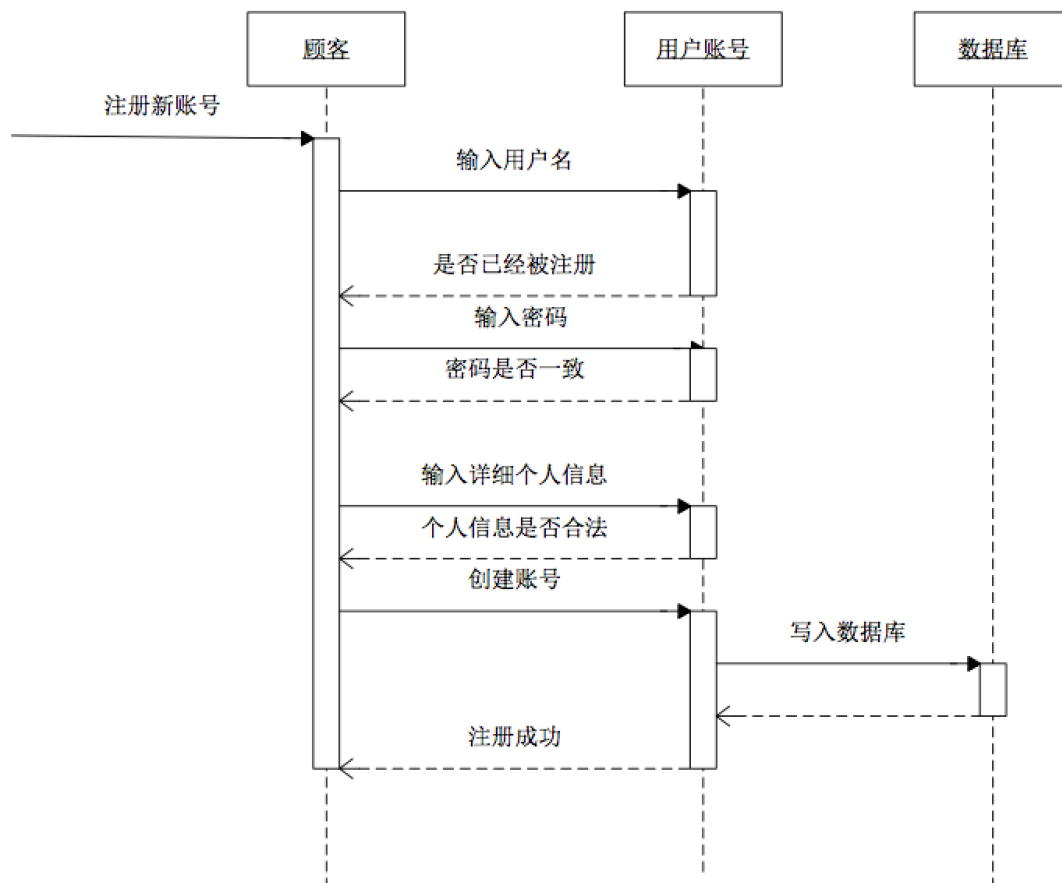 顾客
用户账号
数据库
注册新账号
输入用户名
是否已经被注册
输入密码
密码是否一致
输入详细个人信息
个人信息是否合法
创建账号
写入数据库
注册成功